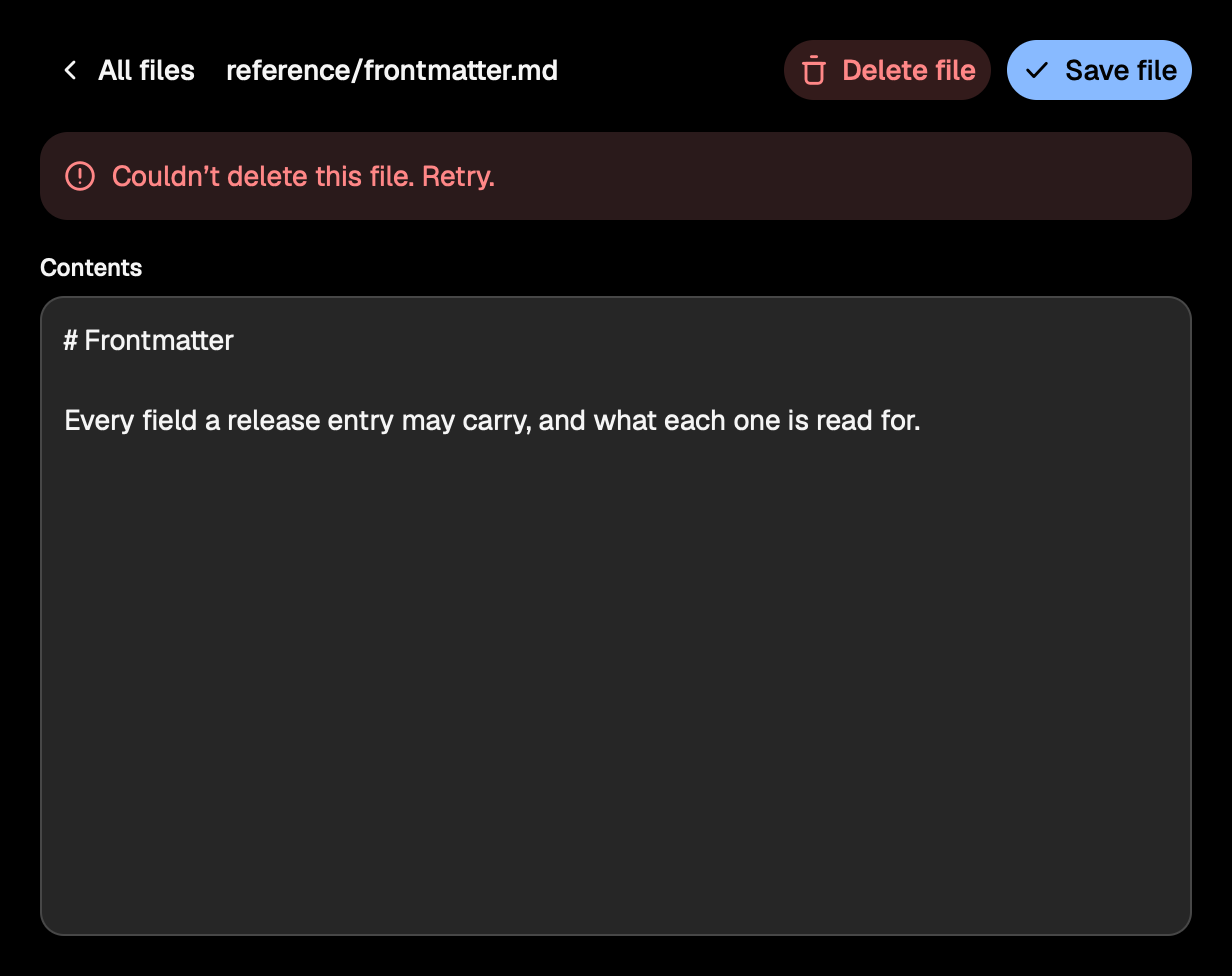 All files reference/frontmatter.md Delete file Save file
Couldn’t delete this file. Retry.
Contents
# Frontmatter
Every field a release entry may carry, and what each one is read for.